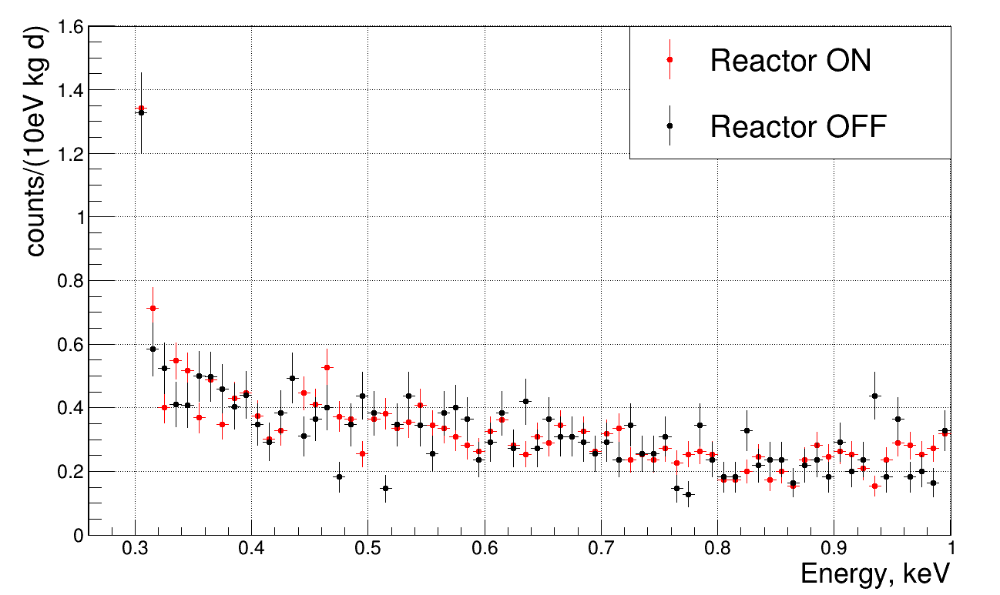 counts/(10eV kg d)
1.6
1.4
1.2
1
0.8
0.6
0.4
0.2
0
Reactor ON
Reactor OFF
0.3 0.4 0.5 0.6 0.7 0.8 0.9 1
Energy, keV